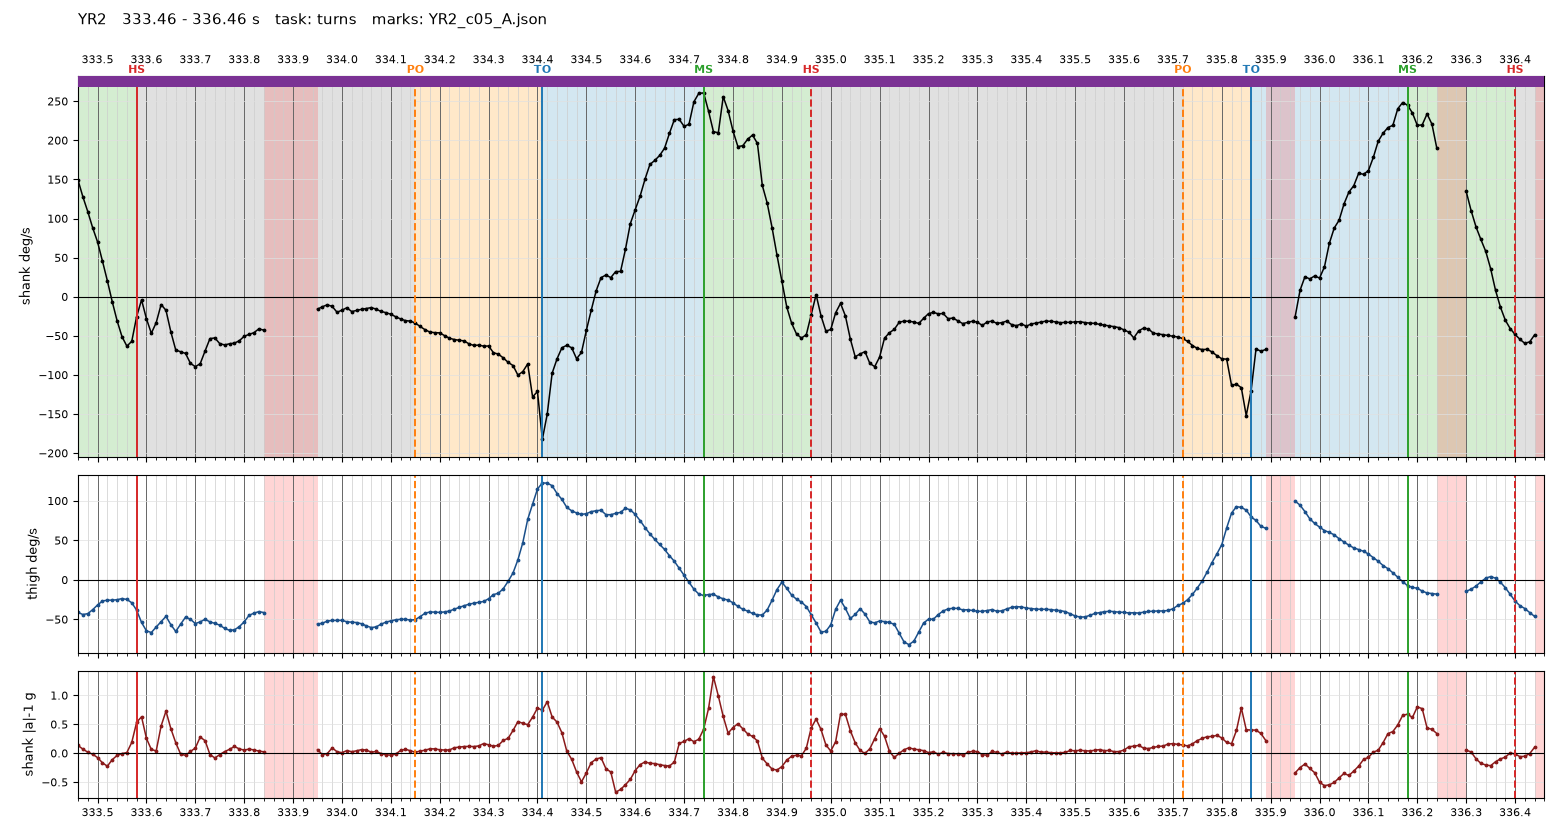 YR2   333.46 - 336.46 s   task: turns   marks: YR2_c05_A.json
333.5 333.6 333.7 333.8 333.9 334.0 334.1 334.2 334.3 334.4 334.5 334.6 334.7 334.8 334.9 335.0 335.1 335.2 335.3 335.4 335.5 335.6 335.7 335.8 335.9 336.0 336.1 336.2 336.3 336.4
HS PO TO MS HS PO TO MS HS
shank deg/s
250
200
150
100
50
0
−50
−100
−150
−200
thigh deg/s
100
50
0
−50
shank |a|-1 g
1.0
0.5
0.0
−0.5
333.5 333.6 333.7 333.8 333.9 334.0 334.1 334.2 334.3 334.4 334.5 334.6 334.7 334.8 334.9 335.0 335.1 335.2 335.3 335.4 335.5 335.6 335.7 335.8 335.9 336.0 336.1 336.2 336.3 336.4